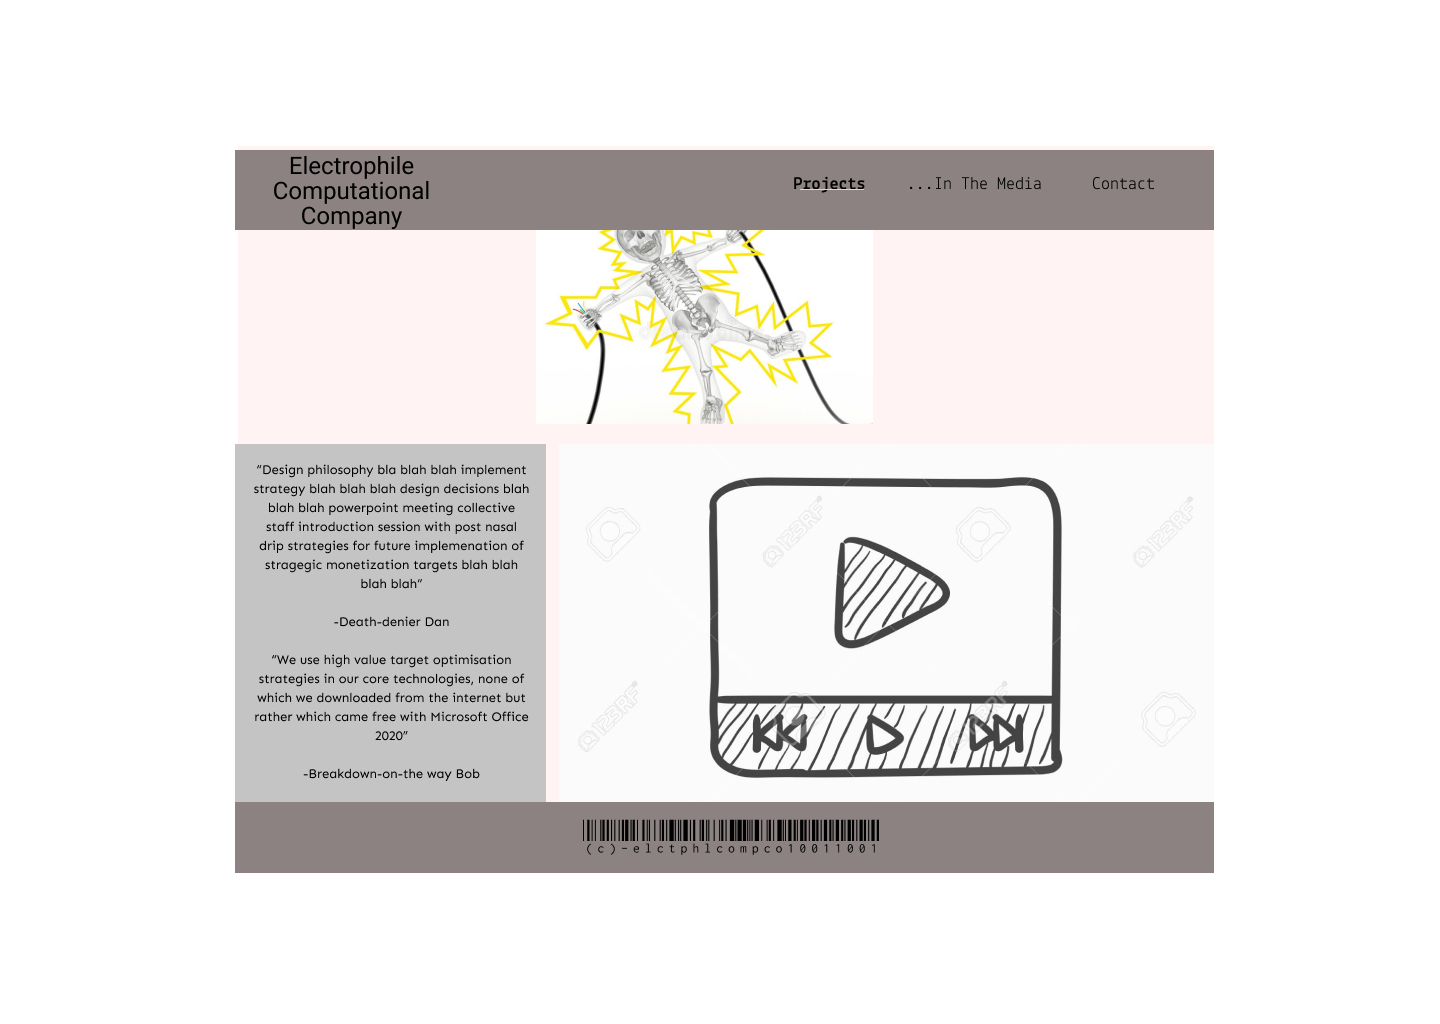 Electrophile
Computational
Company
Projects
...In The Media
Contact
“Design philosophy bla blah blah implement
strategy blah blah blah design decisions blah
blah blah powerpoint meeting collective
staff introduction session with post nasal
drip strategies for future implemenation of
stragegic monetization targets blah blah
blah blah”
-Death-denier Dan
“We use high value target optimisation
strategies in our core technologies, none of
which we downloaded from the internet but
rather which came free with Microsoft Office
2020”
-Breakdown-on-the way Bob
123RF
123RF
123RF
123RF
(c)-elctphlcompco10011001